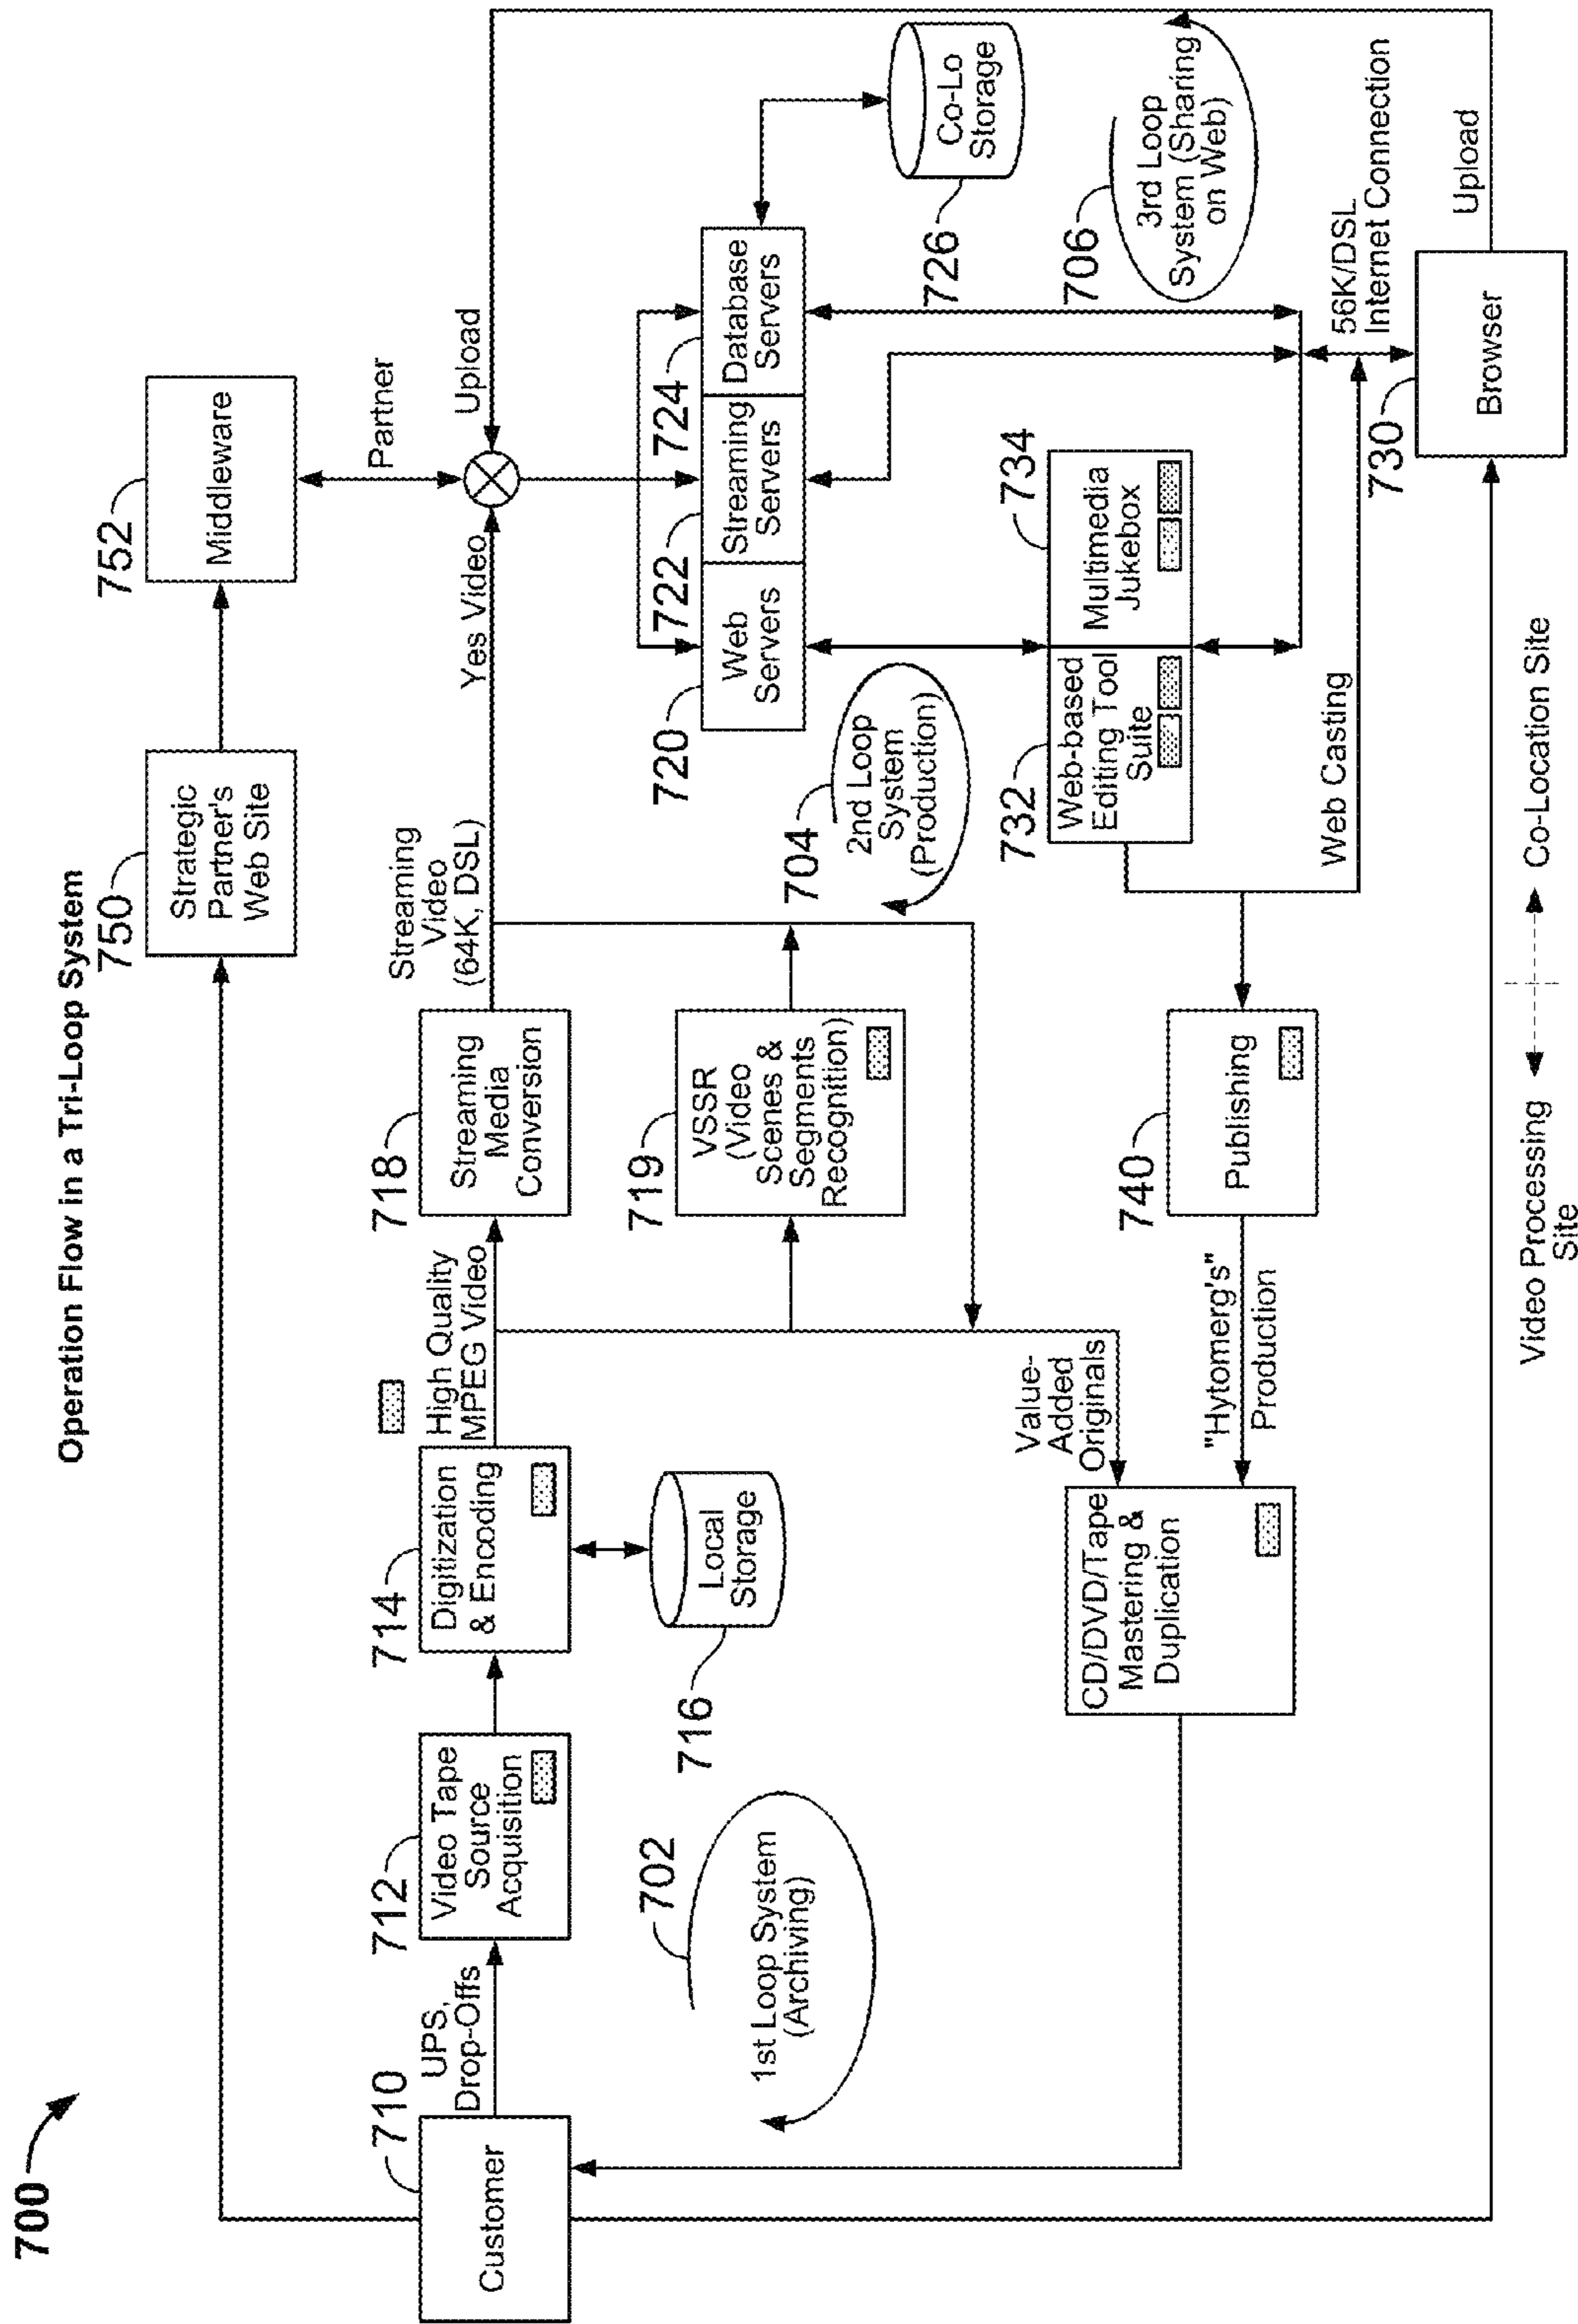 700
Operation Flow in a Tri-Loop System
750
Strategic
Partner's
Web Site
752
Middleware
Partner
710
Customer
UPS,
Drop-Offs
712
Video Tape
Source
Acquisition
714
Digitization
& Encoding
High Quality
MPEG Video
718
Streaming
Media
Conversion
Streaming
Video
(64K, DSL)
Yes Video
Upload
716
Local
Storage
719
VSSR
(Video
Scenes &
Segments
Recognition)
720
Web
Servers
722
Streaming
Servers
724
Database
Servers
726
Co-Lo
Storage
702
1st Loop System
(Archiving)
704
2nd Loop
System
(Production)
706
3rd Loop
System (Sharing
on Web)
732
Web-based
Editing Tool
Suite
734
Multimedia
Jukebox
Value-
Added
Originals
CD/DVD/Tape
Mastering &
Duplication
"Hytomerg's"
Production
740
Publishing
Web Casting
56K/DSL
Internet Connection
730
Browser
Upload
Video Processing
Site
Co-Location Site